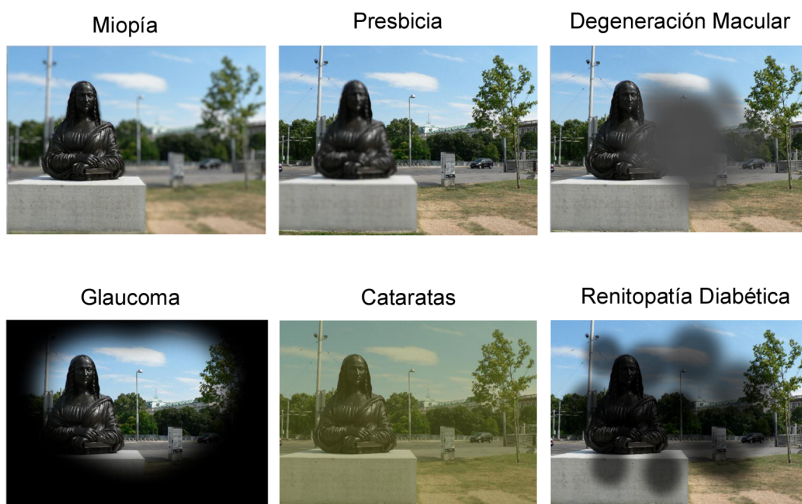 Miopía
Presbicia
Degeneración Macular
Glaucoma
Cataratas
Renitopatía Diabética